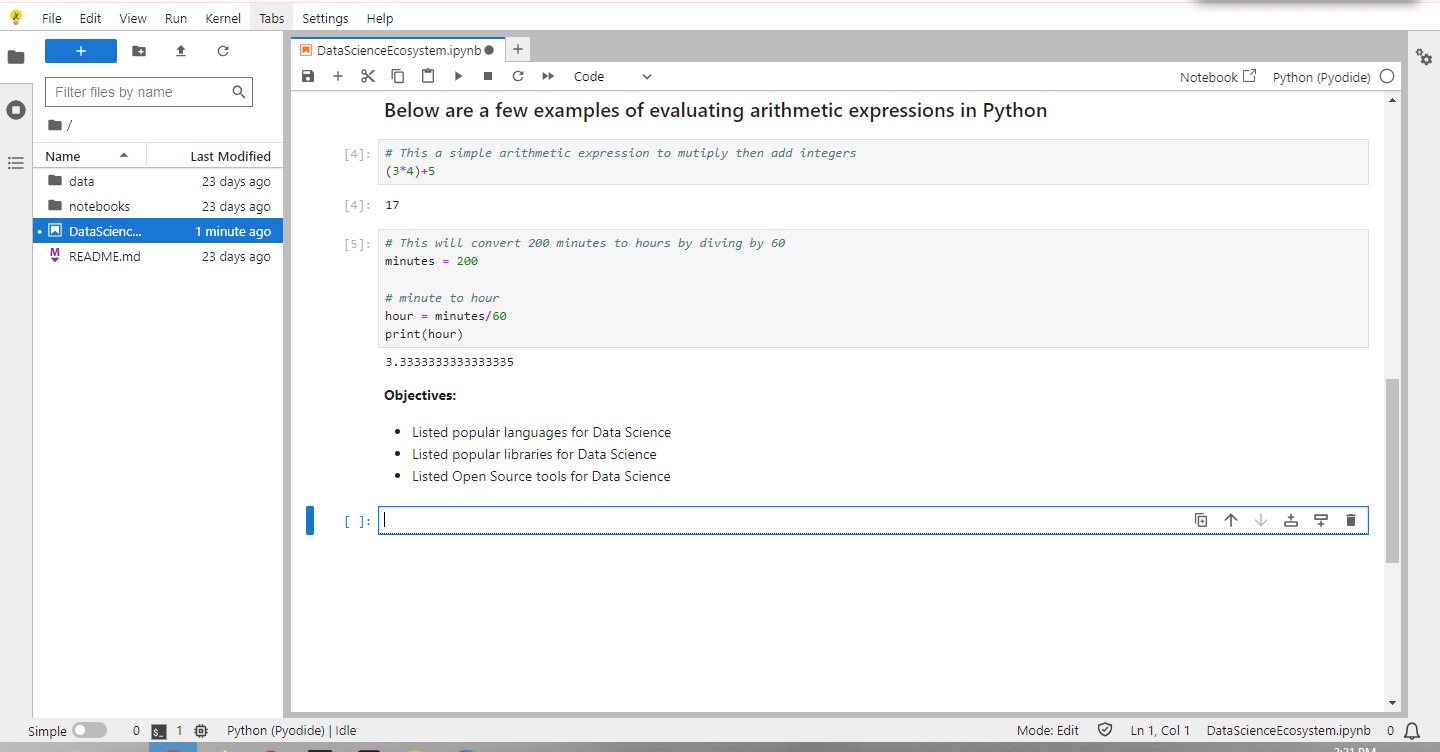 File Edit View Run Kernel Tabs Settings Help
DataScienceEcosystem.ipynb
Code
Notebook
Python (Pyodide)
Filter files by name
/
Name Last Modified
data 23 days ago
notebooks 23 days ago
DataScienc... 1 minute ago
README.md 23 days ago
Below are a few examples of evaluating arithmetic expressions in Python
[4]: # This a simple arithmetic expression to mutiply then add integers
(3*4)+5
[4]: 17
[5]: # This will convert 200 minutes to hours by diving by 60
minutes = 200
# minute to hour
hour = minutes/60
print(hour)
3.3333333333333335
Objectives:
• Listed popular languages for Data Science
• Listed popular libraries for Data Science
• Listed Open Source tools for Data Science
[ ]:
Simple 0 $_ 1 Python (Pyodide) | Idle Mode: Edit Ln 1, Col 1 DataScienceEcosystem.ipynb 0